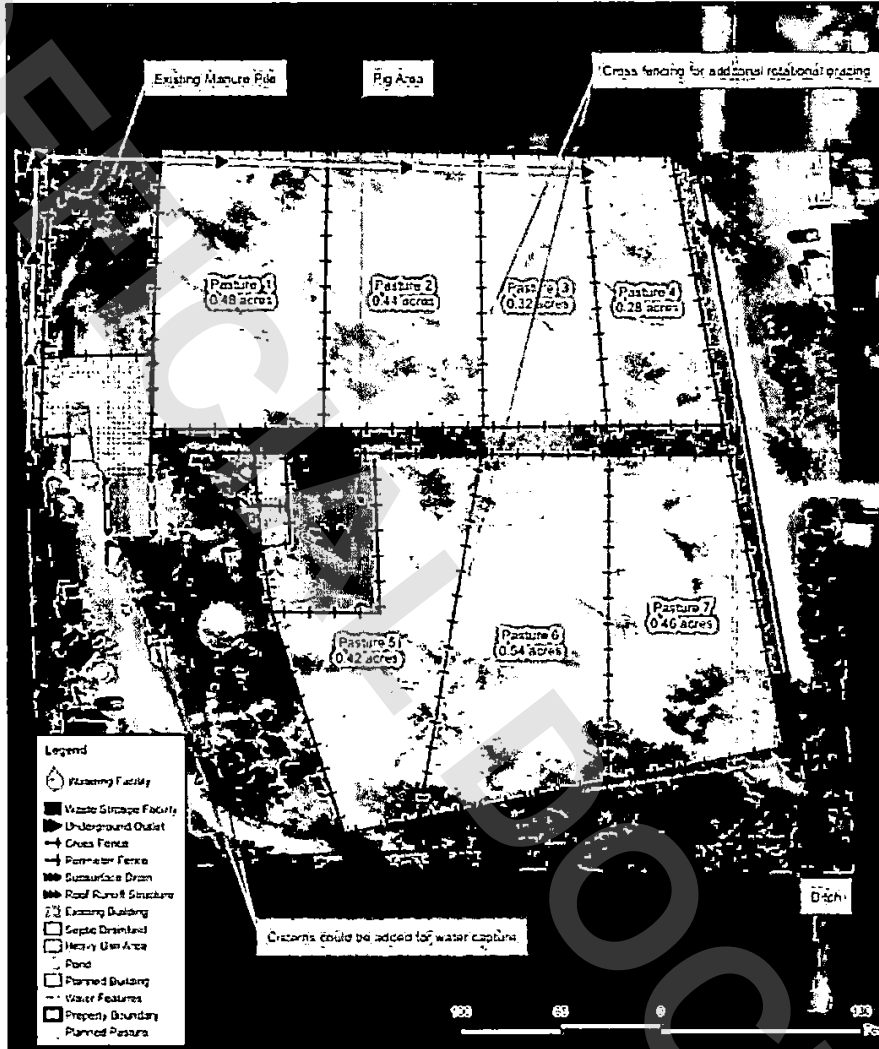 Existing Manure Pile
Pig Area
Cross fencing for additional rotational grazing
Pasture 1
0.48 acres
Pasture 2
0.44 acres
Pasture 3
0.32 acres
Pasture 4
0.28 acres
Pasture 5
0.42 acres
Pasture 6
0.54 acres
Pasture 7
0.46 acres
Legend
Watering Facility
Waste Storage Facility
Underground Outlet
Cross Fence
Perimeter Fence
Subsurface Drain
Roof Runoff Structure
Existing Building
Septic Drainfield
Heavy Use Area
Pond
Planned Building
Water Features
Property Boundary
Planned Pasture
Cisterns could be added for water capture
Ditch
0